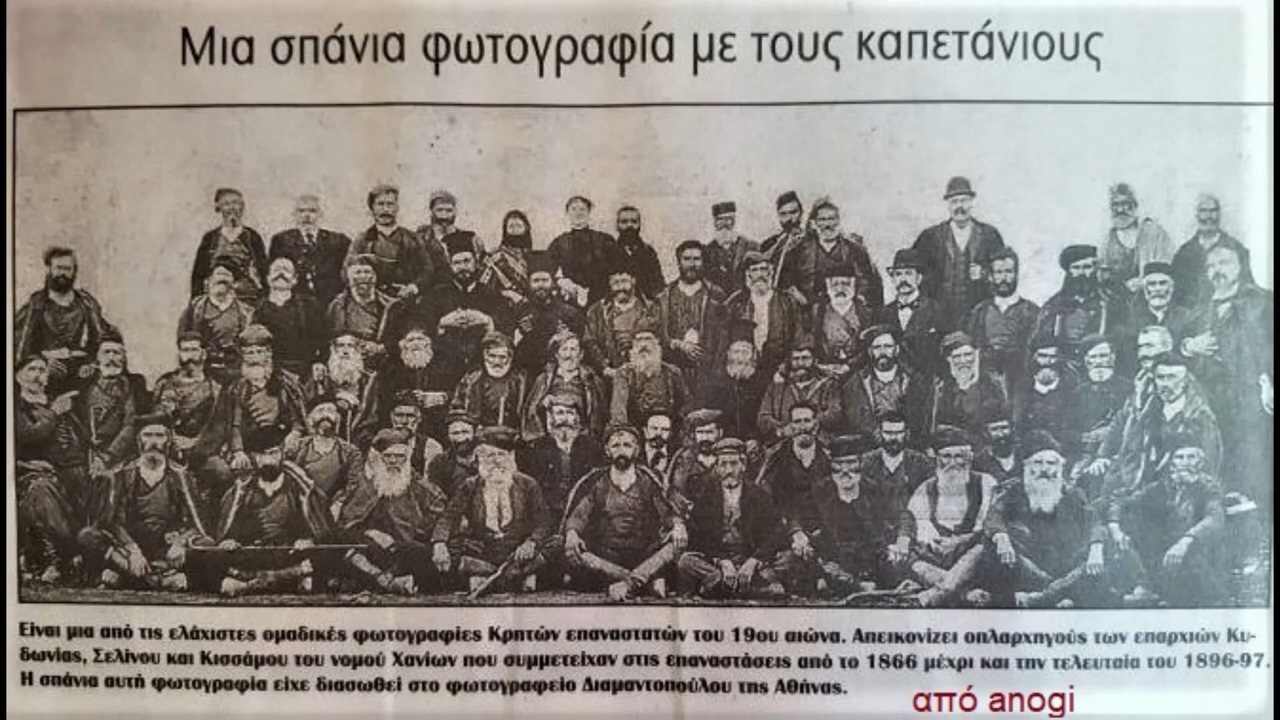 Μια σπάνια φωτογραφία με τους καπετάνιους
Είναι μια από τις ελάχιστες ομαδικές φωτογραφίες Κρητών επαναστατών του 19ου αιώνα. Απεικονίζει οπλαρχηγούς των επαρχιών Κυ-
δωνίας, Σελίνου και Κισσάμου του νομού Χανίων που συμμετείχαν στις επαναστάσεις από το 1866 μέχρι και την τελευταία του 1896-97.
Η σπάνια αυτή φωτογραφία είχε διασωθεί στο φωτογραφείο Διαμαντοπούλου της Αθήνας.
από anogi